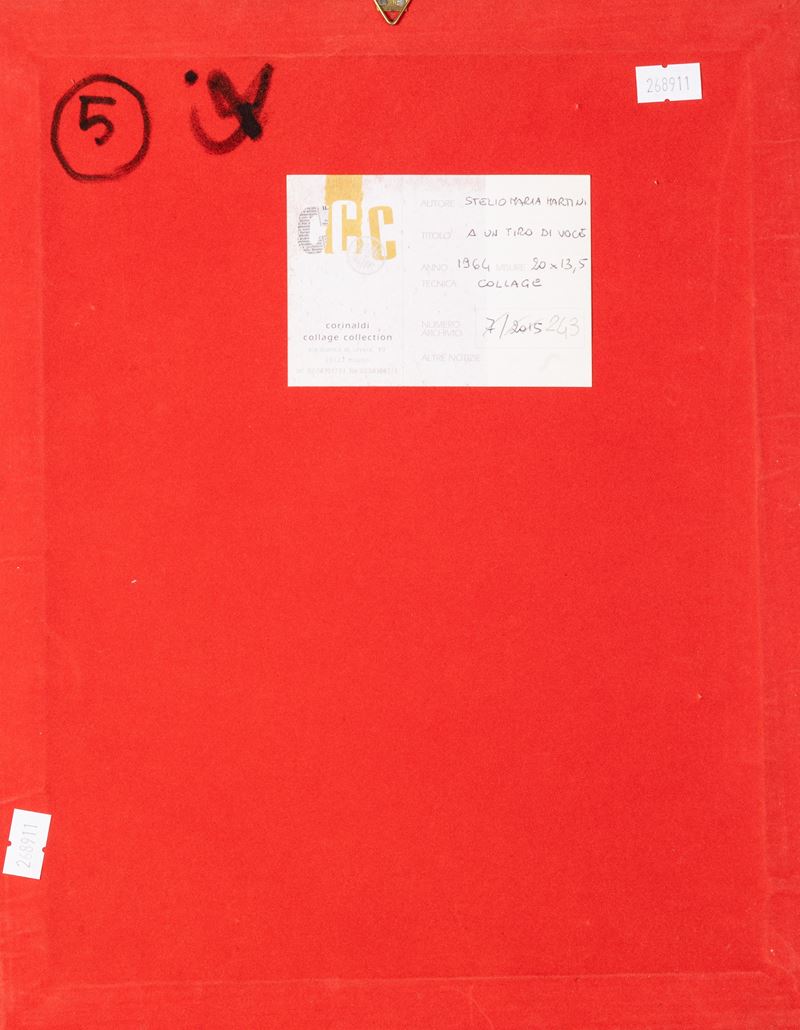 5
268911
CCC
corinaldi
collage collection
AUTORE STELIO MARIA MARTINI
TITOLO A UN TIRO DI VOCE
ANNO 1964 MISURE 20 x 13,5
TECNICA COLLAGE
NUMERO
ARCHIVIO 7/2015 243
ALTRE NOTIZIE
268911